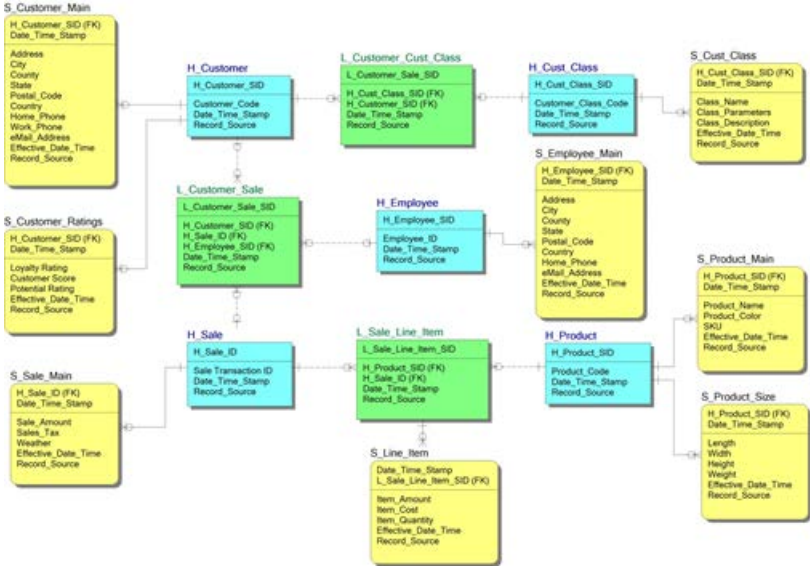 S_Customer_Main
H_Customer_SID (FK)
Date_Time_Stamp
Address
City
County
State
Postal_Code
Country
Home_Phone
Work_Phone
eMail_Address
Effective_Date_Time
Record_Source
H_Customer
H_Customer_SID
Customer_Code
Date_Time_Stamp
Record_Source
L_Customer_Cust_Class
L_Customer_Sale_SID
H_Cust_Class_SID (FK)
H_Customer_SID (FK)
Date_Time_Stamp
Record_Source
H_Cust_Class
H_Cust_Class_SID
Customer_Class_Code
Date_Time_Stamp
Record_Source
S_Cust_Class
H_Cust_Class_SID (FK)
Date_Time_Stamp
Class_Name
Class_Parameters
Class_Description
Effective_Date_Time
Record_Source
S_Customer_Ratings
H_Customer_SID (FK)
Date_Time_Stamp
Loyalty Rating
Customer Score
Potential Rating
Effective_Date_Time
Record_Source
L_Customer_Sale
L_Customer_Sale_SID
H_Customer_SID (FK)
H_Sale_ID (FK)
H_Employee_SID (FK)
Date_Time_Stamp
Record_Source
H_Employee
H_Employee_SID
Employee_ID
Date_Time_Stamp
Record_Source
S_Employee_Main
H_Employee_SID (FK)
Date_Time_Stamp
Address
City
County
State
Postal_Code
Country
Home_Phone
eMail_Address
Effective_Date_Time
Record_Source
S_Product_Main
H_Product_SID (FK)
Date_Time_Stamp
Product_Name
Product_Color
SKU
Effective_Date_Time
Record_Source
S_Sale_Main
H_Sale_ID (FK)
Date_Time_Stamp
Sale_Amount
Sales_Tax
Weather
Effective_Date_Time
Record_Source
H_Sale
H_Sale_ID
Sale Transaction ID
Date_Time_Stamp
Record_Source
L_Sale_Line_Item
L_Sale_Line_Item_SID
H_Product_SID (FK)
H_Sale_ID (FK)
Date_Time_Stamp
Record_Source
H_Product
H_Product_SID
Product_Code
Date_Time_Stamp
Record_Source
S_Product_Size
H_Product_SID (FK)
Date_Time_Stamp
Length
Width
Height
Weight
Effective_Date_Time
Record_Source
S_Line_Item
Date_Time_Stamp
L_Sale_Line_Item_SID (FK)
Item_Amount
Item_Cost
Item_Quantity
Effective_Date_Time
Record_Source